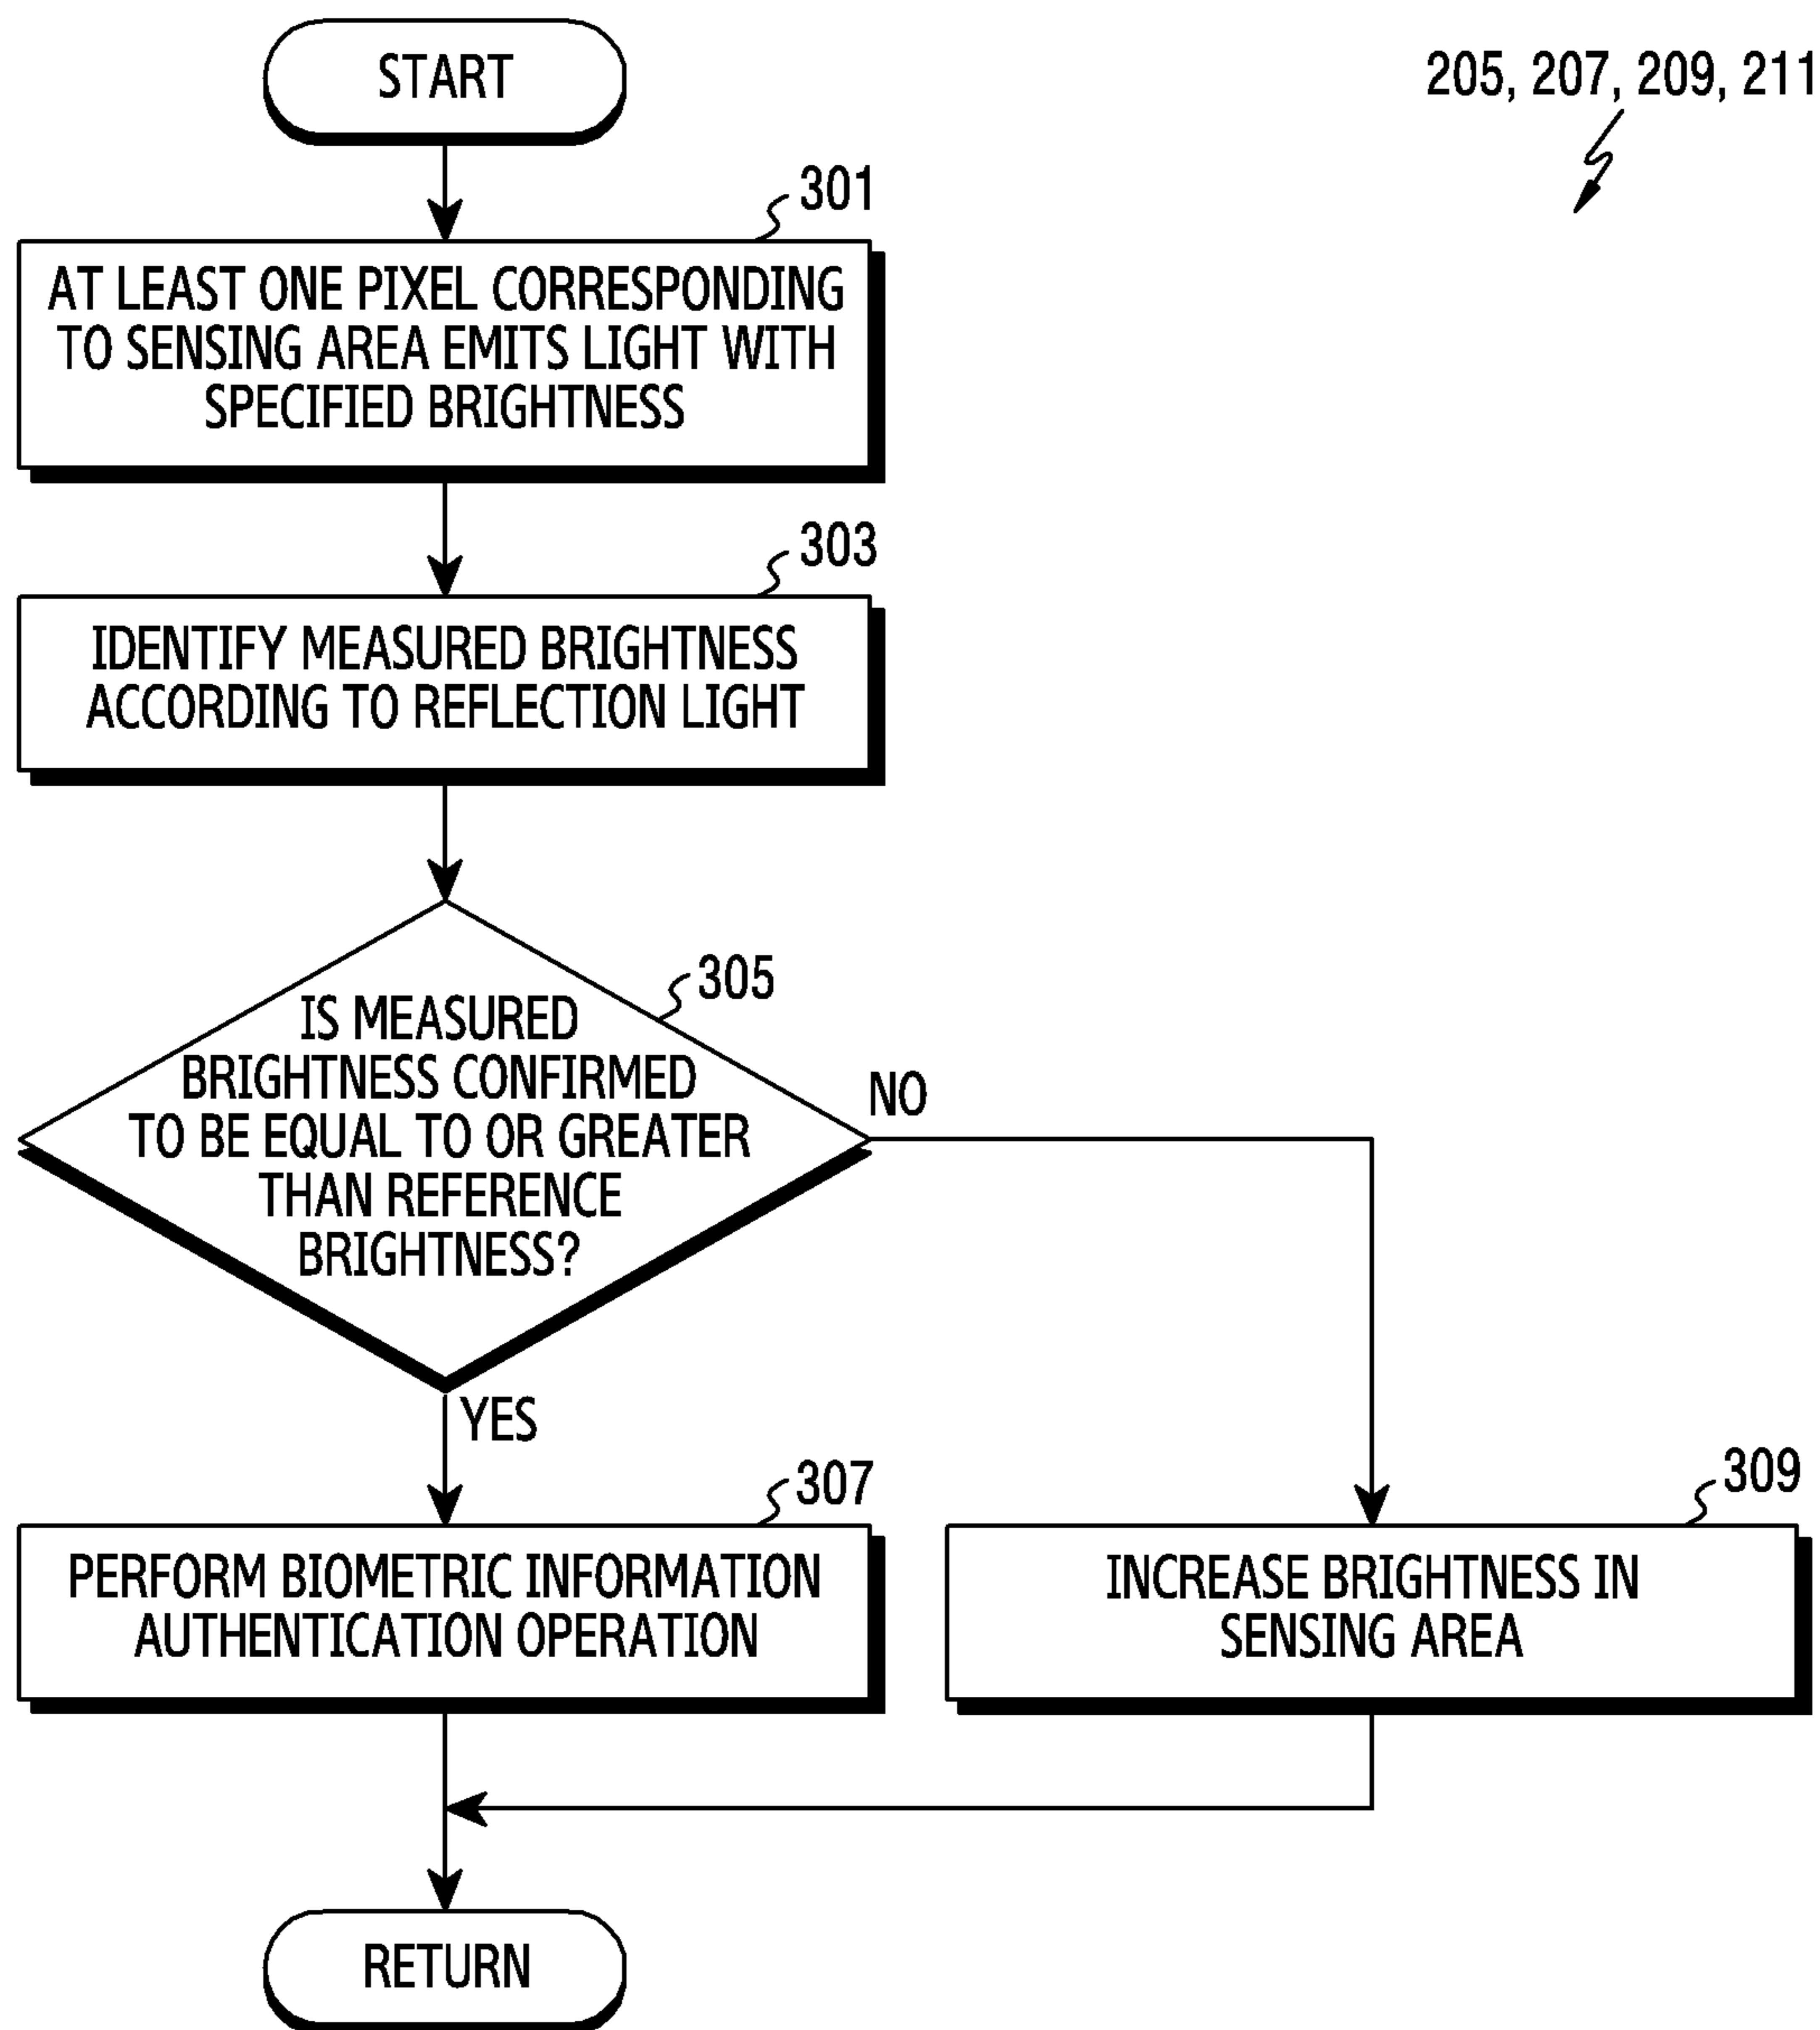 START
205, 207, 209, 211
301
AT LEAST ONE PIXEL CORRESPONDING
TO SENSING AREA EMITS LIGHT WITH
SPECIFIED BRIGHTNESS
303
IDENTIFY MEASURED BRIGHTNESS
ACCORDING TO REFLECTION LIGHT
305
IS MEASURED
BRIGHTNESS CONFIRMED
TO BE EQUAL TO OR GREATER
THAN REFERENCE
BRIGHTNESS?
NO
YES
307
PERFORM BIOMETRIC INFORMATION
AUTHENTICATION OPERATION
309
INCREASE BRIGHTNESS IN
SENSING AREA
RETURN